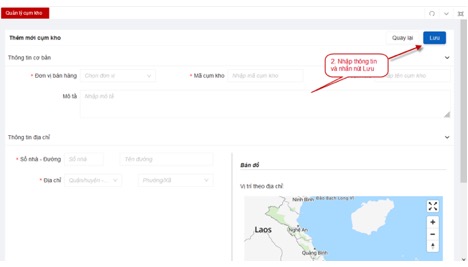 Quản lý cụm kho
Thêm mới cụm kho
Quay lại
Lưu
Thông tin cơ bản
* Đơn vị bán hàng
Chọn đơn vị
* Mã cụm kho
Nhập mã cụm kho
tên cụm kho
2. Nhập thông tin
và nhấn nút Lưu
Mô tả
Nhập mô tả
Thông tin địa chỉ
* Số nhà - Đường
Số nhà
Tên đường
* Địa chỉ
Quận/huyện -
Phường/Xã
Bản đồ
Vị trí theo địa chỉ
Ninh Bình
Đảo Bạch Long Vĩ
Laos
Nghệ An
Quảng Bình
+
−